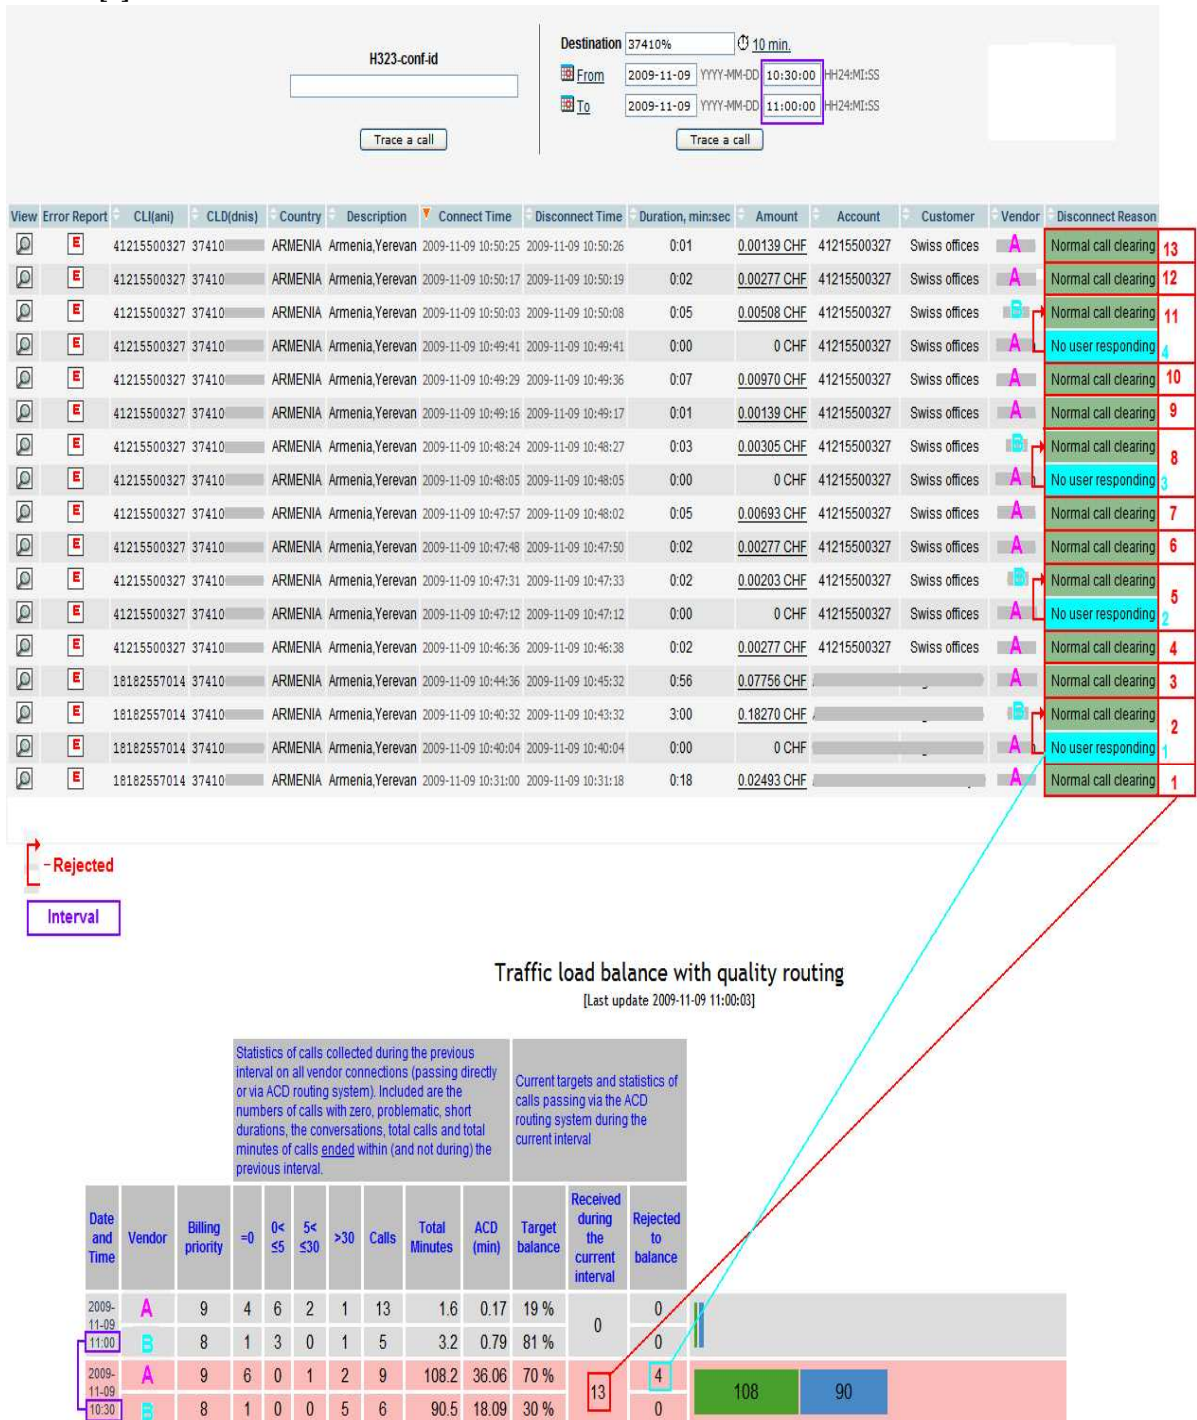 H323-conf-id
Trace a call
Destination 37410% 10 min.
From 2009-11-09 YYYY-MM-DD 10:30:00 HH24:MI:SS
To 2009-11-09 YYYY-MM-DD 11:00:00 HH24:MI:SS
Trace a call
View Error Report CLI(ani) CLD(dnis) Country Description Connect Time Disconnect Time Duration, min:sec Amount Account Customer Vendor Disconnect Reason
E 41215500327 37410 ARMENIA Armenia,Yerevan 2009-11-09 10:50:25 2009-11-09 10:50:26 0:01 0.00139 CHF 41215500327 Swiss offices A Normal call clearing 13
E 41215500327 37410 ARMENIA Armenia,Yerevan 2009-11-09 10:50:17 2009-11-09 10:50:19 0:02 0.00277 CHF 41215500327 Swiss offices A Normal call clearing 12
E 41215500327 37410 ARMENIA Armenia,Yerevan 2009-11-09 10:50:03 2009-11-09 10:50:08 0:05 0.00508 CHF 41215500327 Swiss offices B Normal call clearing 11
E 41215500327 37410 ARMENIA Armenia,Yerevan 2009-11-09 10:49:41 2009-11-09 10:49:41 0:00 0 CHF 41215500327 Swiss offices A No user responding 4
E 41215500327 37410 ARMENIA Armenia,Yerevan 2009-11-09 10:49:29 2009-11-09 10:49:36 0:07 0.00970 CHF 41215500327 Swiss offices A Normal call clearing 10
E 41215500327 37410 ARMENIA Armenia,Yerevan 2009-11-09 10:49:16 2009-11-09 10:49:17 0:01 0.00139 CHF 41215500327 Swiss offices A Normal call clearing 9
E 41215500327 37410 ARMENIA Armenia,Yerevan 2009-11-09 10:48:24 2009-11-09 10:48:27 0:03 0.00305 CHF 41215500327 Swiss offices B Normal call clearing 8
E 41215500327 37410 ARMENIA Armenia,Yerevan 2009-11-09 10:48:05 2009-11-09 10:48:05 0:00 0 CHF 41215500327 Swiss offices A No user responding 3
E 41215500327 37410 ARMENIA Armenia,Yerevan 2009-11-09 10:47:57 2009-11-09 10:48:02 0:05 0.00693 CHF 41215500327 Swiss offices A Normal call clearing 7
E 41215500327 37410 ARMENIA Armenia,Yerevan 2009-11-09 10:47:48 2009-11-09 10:47:50 0:02 0.00277 CHF 41215500327 Swiss offices A Normal call clearing 6
E 41215500327 37410 ARMENIA Armenia,Yerevan 2009-11-09 10:47:31 2009-11-09 10:47:33 0:02 0.00203 CHF 41215500327 Swiss offices B Normal call clearing 5
E 41215500327 37410 ARMENIA Armenia,Yerevan 2009-11-09 10:47:12 2009-11-09 10:47:12 0:00 0 CHF 41215500327 Swiss offices A No user responding 2
E 41215500327 37410 ARMENIA Armenia,Yerevan 2009-11-09 10:46:36 2009-11-09 10:46:38 0:02 0.00277 CHF 41215500327 Swiss offices A Normal call clearing 4
E 18182557014 37410 ARMENIA Armenia,Yerevan 2009-11-09 10:44:36 2009-11-09 10:45:32 0:56 0.07756 CHF A Normal call clearing 3
E 18182557014 37410 ARMENIA Armenia,Yerevan 2009-11-09 10:40:32 2009-11-09 10:43:32 3:00 0.18270 CHF B Normal call clearing 2
E 18182557014 37410 ARMENIA Armenia,Yerevan 2009-11-09 10:40:04 2009-11-09 10:40:04 0:00 0 CHF A No user responding 1
E 18182557014 37410 ARMENIA Armenia,Yerevan 2009-11-09 10:31:00 2009-11-09 10:31:18 0:18 0.02493 CHF A Normal call clearing 1
– Rejected
Interval
Traffic load balance with quality routing
[Last update 2009-11-09 11:00:03]
Statistics of calls collected during the previous
interval on all vendor connections (passing directly
or via ACD routing system). Included are the
numbers of calls with zero, problematic, short
durations, the conversations, total calls and total
minutes of calls ended within (and not during) the
previous interval.
Current targets and statistics of
calls passing via the ACD
routing system during the
current interval
Date and Time Vendor Billing priority =0 0< ≤5 5< ≤30 >30 Calls Total Minutes ACD (min) Target balance Received during the current interval Rejected to balance
2009-11-09 11:00 A 9 4 6 2 1 13 1.6 0.17 19 % 0 0
B 8 1 3 0 1 5 3.2 0.79 81 % 0
2009-11-09 10:30 A 9 6 0 1 2 9 108.2 36.06 70 % 13 4 108 90
B 8 1 0 0 5 6 90.5 18.09 30 % 0